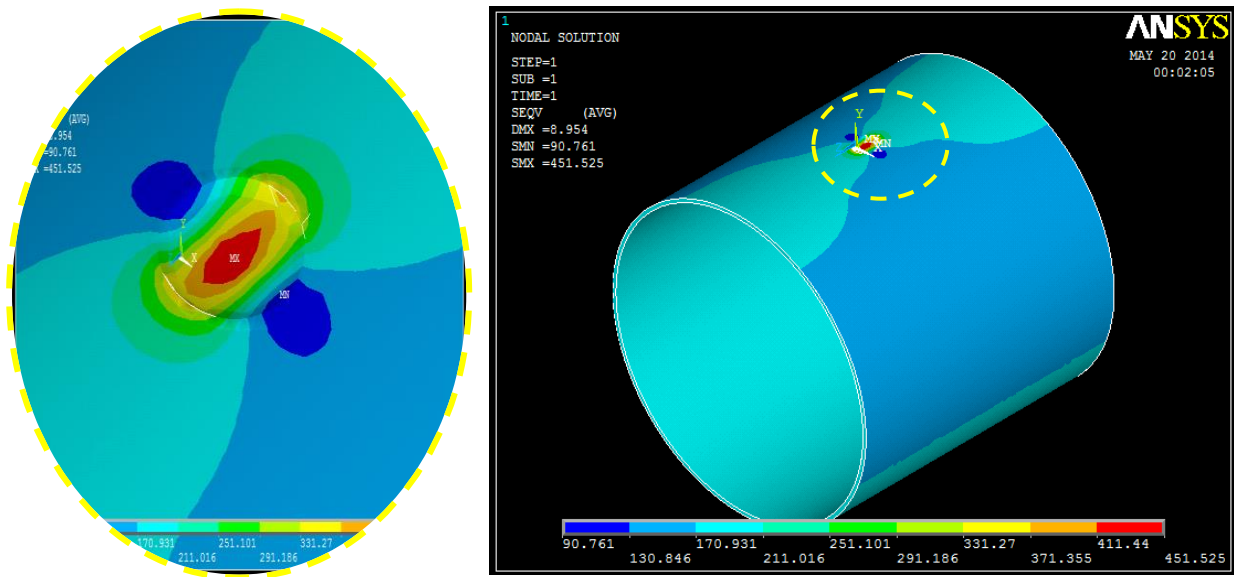 (AVG)
.954
=90.761
=451.525
Y
X
MX
MN
170.931
251.101
331.27
211.016
291.186
1
NODAL SOLUTION
STEP=1
SUB =1
TIME=1
SEQV (AVG)
DMX =8.954
SMN =90.761
SMX =451.525
ANSYS
MAY 20 2014
00:02:05
Y
MX
MN
X
90.761
170.931
251.101
331.27
411.44
130.846
211.016
291.186
371.355
451.525